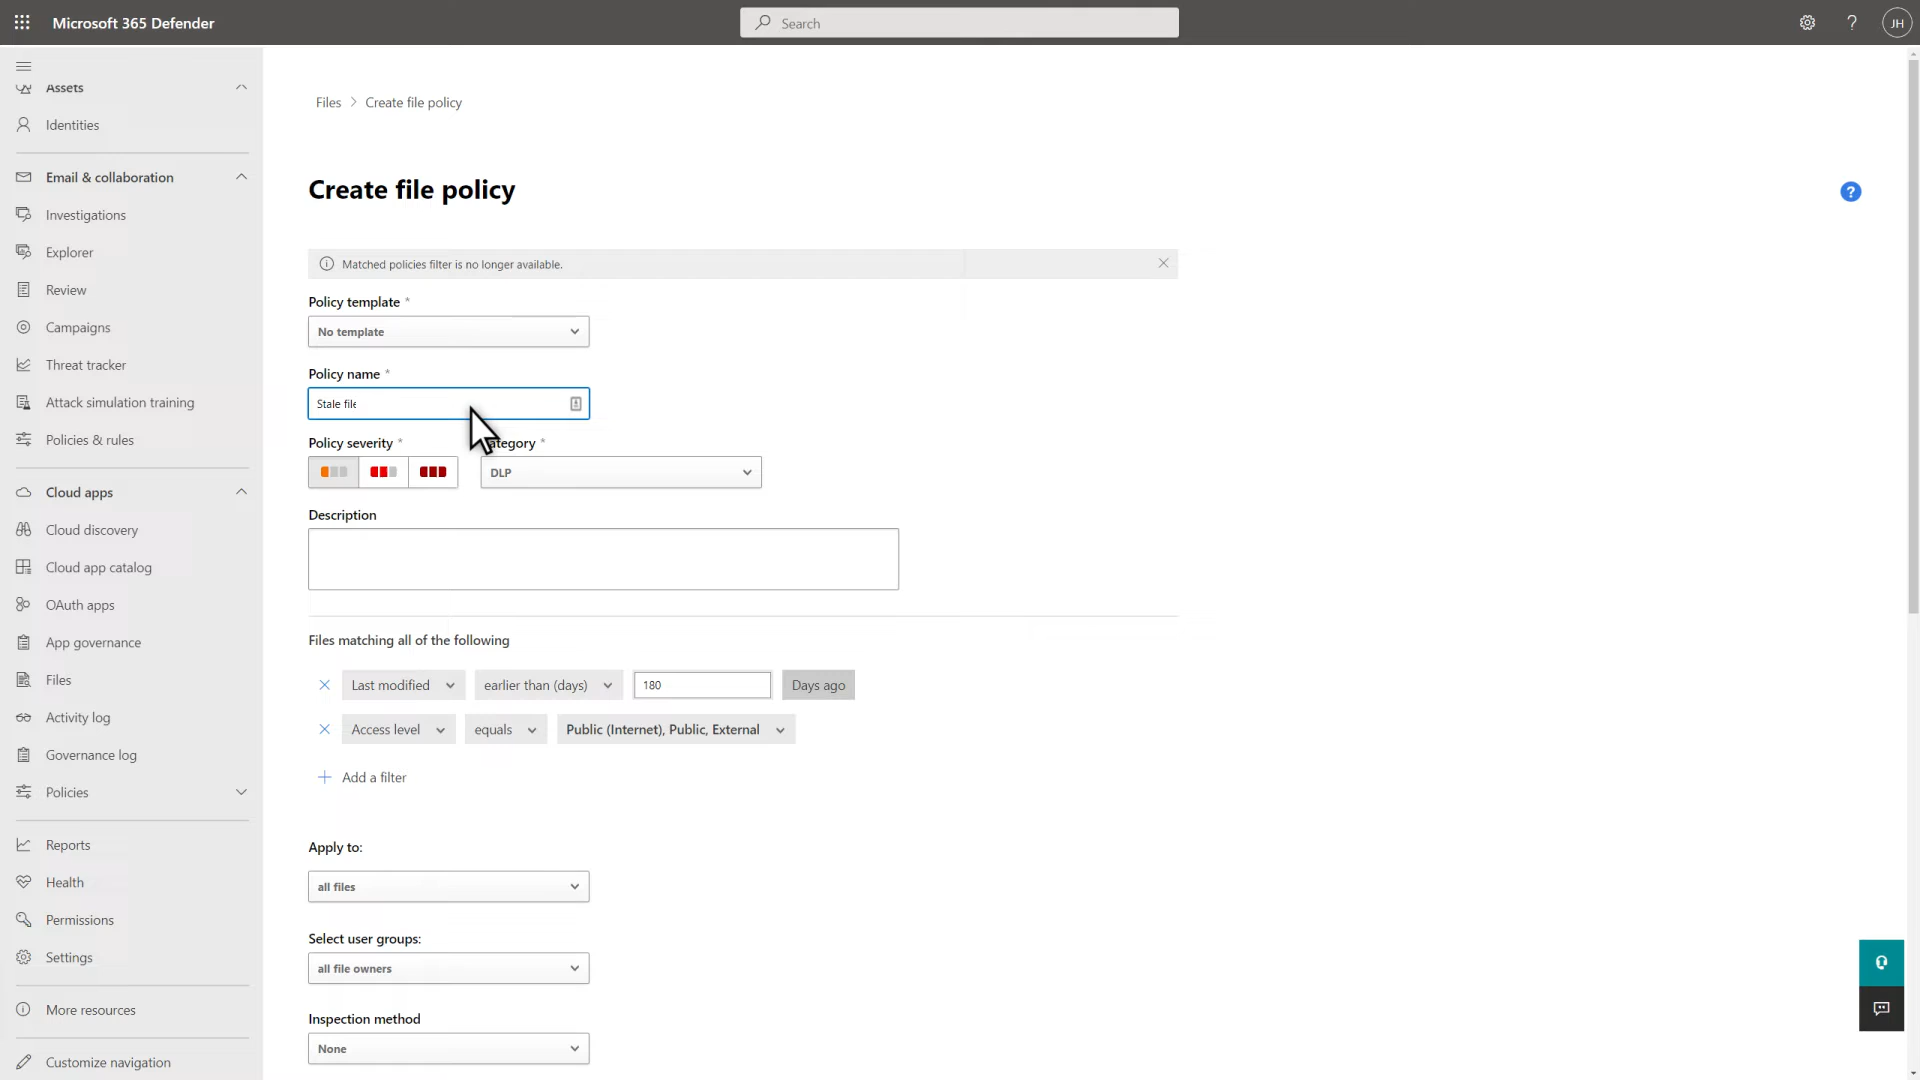 Microsoft 365 Defender
Search
?
JH
Assets
Identities
Email & collaboration
Investigations
Explorer
Review
Campaigns
Threat tracker
Attack simulation training
Policies & rules
Cloud apps
Cloud discovery
Cloud app catalog
OAuth apps
App governance
Files
Activity log
Governance log
Policies
Reports
Health
Permissions
Settings
More resources
Customize navigation
Files > Create file policy
Create file policy
?
Matched policies filter is no longer available.
Policy template *
No template
Policy name *
Stale file
Policy severity *
ategory *
DLP
Description
Files matching all of the following
Last modified earlier than (days) 180 Days ago
Access level equals Public (Internet), Public, External
Add a filter
Apply to:
all files
Select user groups:
all file owners
Inspection method
None